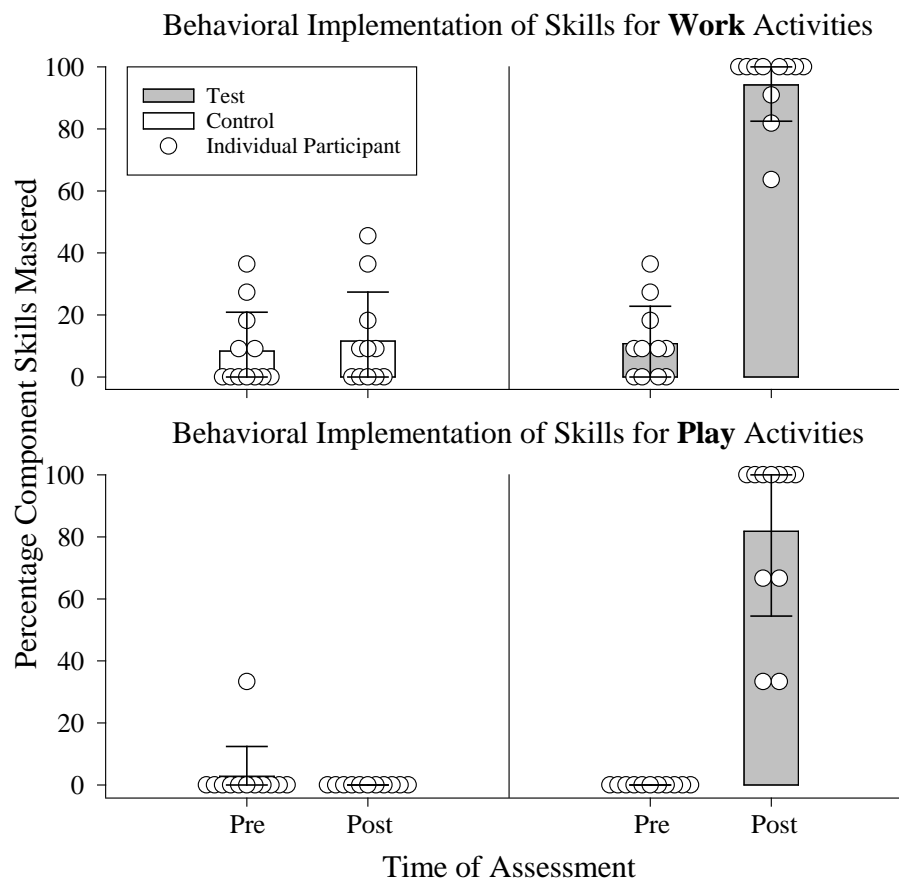 Behavioral Implementation of Skills for Work Activities
Percentage Component Skills Mastered
100
80
60
40
20
0
Test
Control
Individual Participant
Behavioral Implementation of Skills for Play Activities
100
80
60
40
20
0
Pre Post Pre Post
Time of Assessment